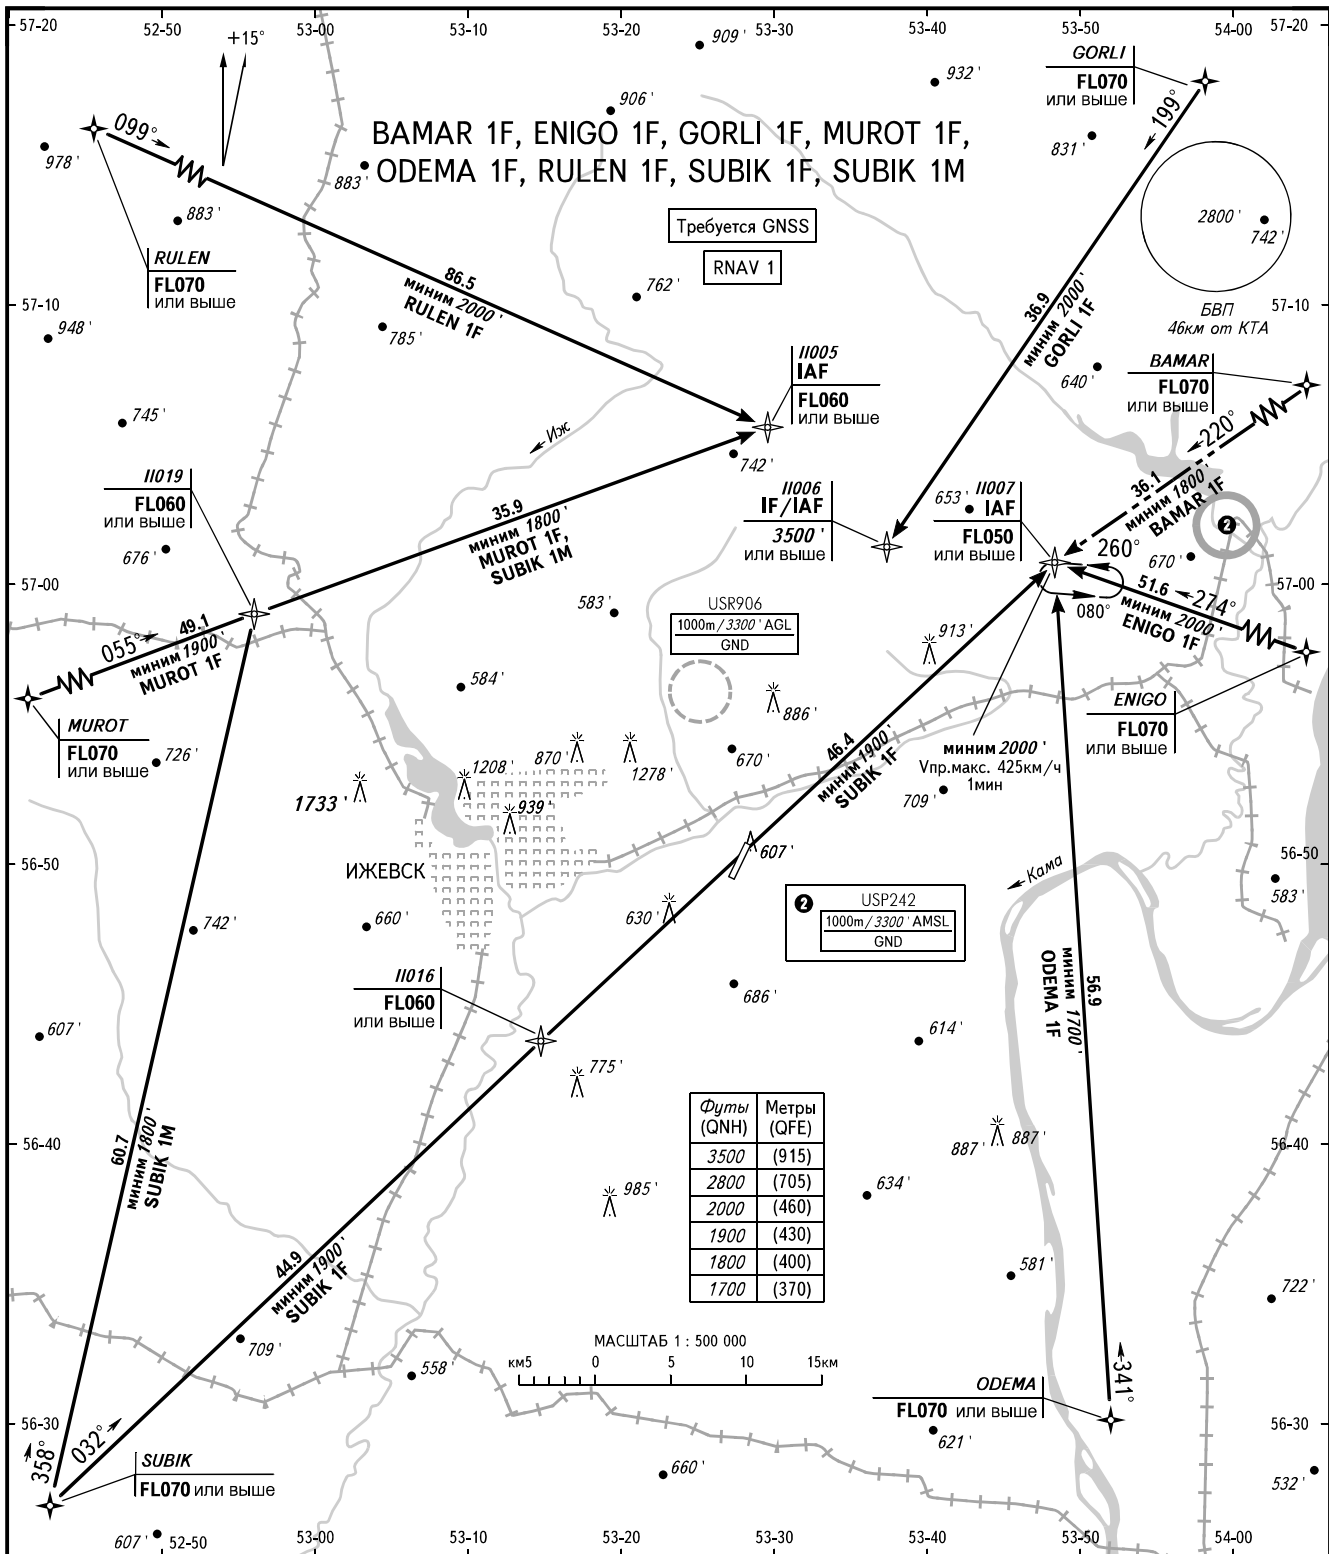 57-20
52-50
53-00
53-10
53-20
53-30
53-40
53-50
54-00
57-20
+15°
909'
932'
906'
GORLI
FL070
или выше
199°
831'
099°
978'
883'
883'
BAMAR 1F, ENIGO 1F, GORLI 1F, MUROT 1F,
ODEMA 1F, RULEN 1F, SUBIK 1F, SUBIK 1M
Требуется GNSS
RNAV 1
2800'
742'
БВП
46км от КТА
RULEN
FL070
или выше
86.5
миним 2000'
RULEN 1F
762'
36.9
миним 2000'
GORLI 1F
57-10
57-10
948'
785'
II005
IAF
FL060
или выше
640'
BAMAR
FL070
или выше
220°
745'
Иж
742'
II019
FL060
или выше
676'
35.9
миним 1800'
MUROT 1F,
SUBIK 1M
II006
IF/IAF
3500'
или выше
653'
II007
IAF
FL050
или выше
36.1
миним 1800'
BAMAR 1F
2
260°
670'
080°
57-00
57-00
583'
USR906
1000m/3300' AGL
GND
51.6
274°
миним 2000'
ENIGO 1F
913'
055°
49.1
миним 1900'
MUROT 1F
584'
886'
MUROT
FL070
или выше
726'
ENIGO
FL070
или выше
1733'
1208'
870'
1278'
939'
670'
46.4
миним 1900'
SUBIK 1F
миним 2000'
Vпр.макс. 425км/ч
1мин
709'
607'
56-50
56-50
ИЖЕВСК
Кама
583'
2
USP242
1000m/3300' AMSL
GND
742'
660'
630'
II016
FL060
или выше
686'
56.9
миним 1700'
ODEMA 1F
607'
614'
775'
Футы
(QNH)
Метры
(QFE)
3500
(915)
2800
(705)
2000
(460)
1900
(430)
1800
(400)
1700
(370)
887'
887'
56-40
56-40
60.7
миним 1800'
SUBIK 1M
985'
634'
44.9
миним 1900'
SUBIK 1F
581'
722'
709'
558'
МАСШТАБ 1 : 500 000
км5
0
5
10
15км
ODEMA
FL070 или выше
341°
56-30
56-30
621'
358°
032°
SUBIK
FL070 или выше
660'
532'
607'
52-50
53-00
53-10
53-20
53-30
53-40
53-50
54-00